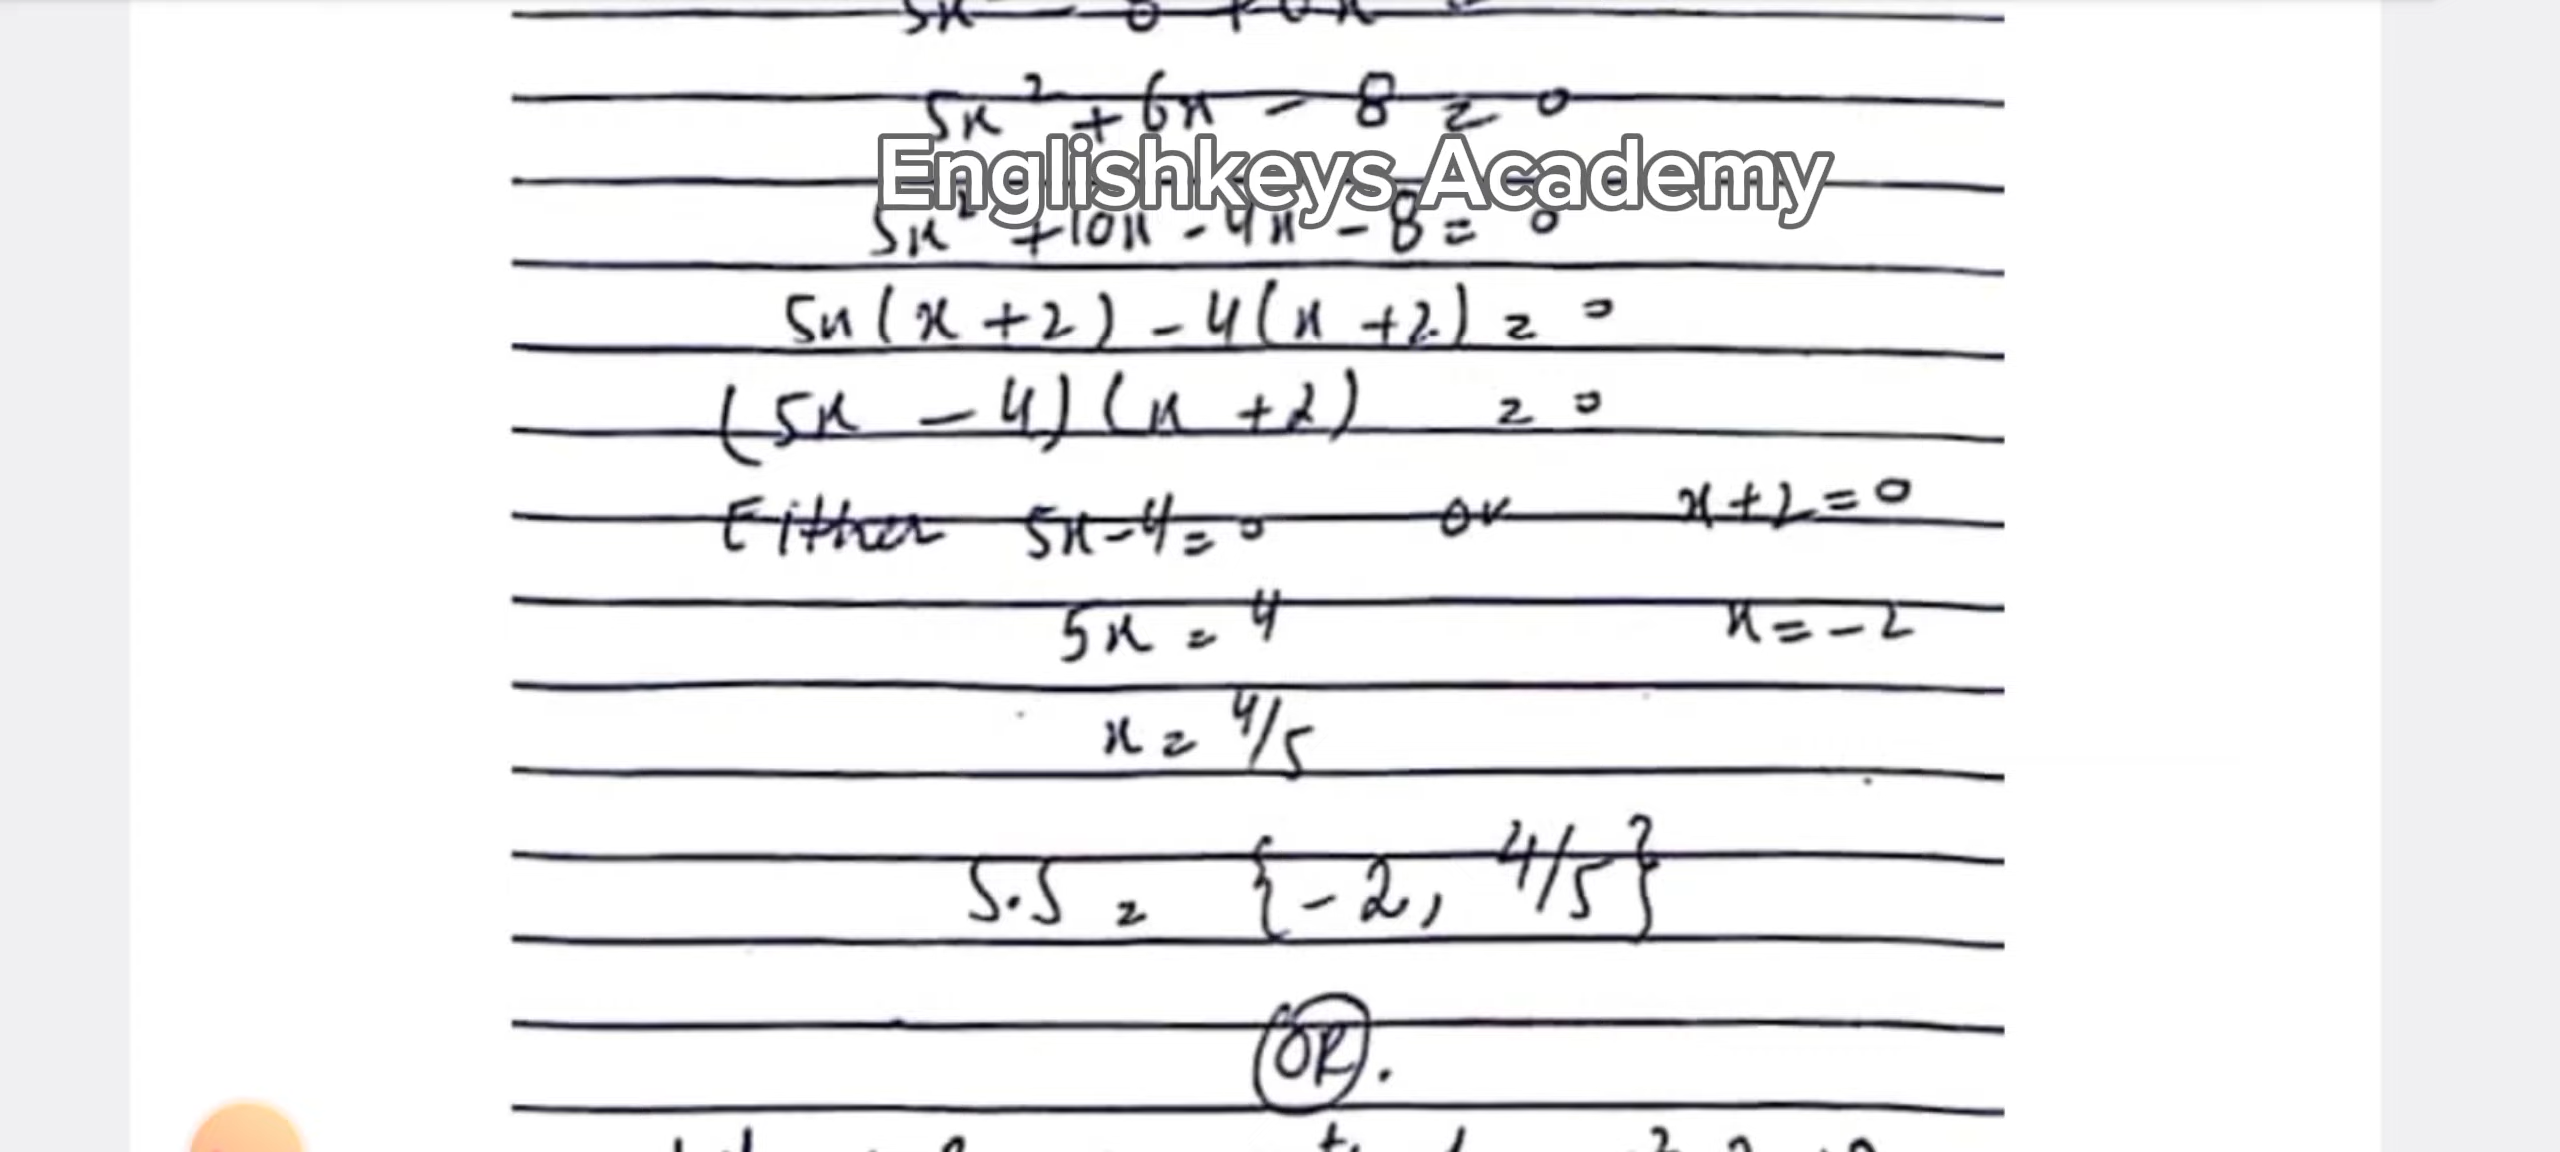 5x² + 6x - 8 = 0
Englishkeys Academy
5x² + 10x - 4x - 8 = 0
5x(x + 2) - 4(x + 2) = 0
(5x - 4)(x + 2) = 0
Either 5x - 4 = 0 or x + 2 = 0
5x = 4 x = -2
x = 4/5
S.S = {-2, 4/5}
OR.